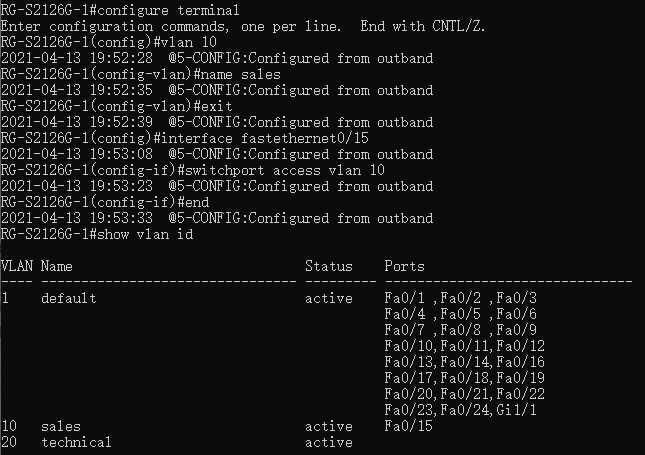 RG-S2126G-1#configure terminal
Enter configuration commands, one per line.  End with CNTL/Z.
RG-S2126G-1(config)#vlan 10
2021-04-13 19:52:28  @5-CONFIG:Configured from outband
RG-S2126G-1(config-vlan)#name sales
2021-04-13 19:52:35  @5-CONFIG:Configured from outband
RG-S2126G-1(config-vlan)#exit
2021-04-13 19:52:39  @5-CONFIG:Configured from outband
RG-S2126G-1(config)#interface fastethernet0/15
2021-04-13 19:53:08  @5-CONFIG:Configured from outband
RG-S2126G-1(config-if)#switchport access vlan 10
2021-04-13 19:53:23  @5-CONFIG:Configured from outband
RG-S2126G-1(config-if)#end
2021-04-13 19:53:33  @5-CONFIG:Configured from outband
RG-S2126G-1#show vlan id
VLAN Name                             Status    Ports
---- -------------------------------- --------- -------------------------------
1    default                          active    Fa0/1 ,Fa0/2 ,Fa0/3
                                                Fa0/4 ,Fa0/5 ,Fa0/6
                                                Fa0/7 ,Fa0/8 ,Fa0/9
                                                Fa0/10,Fa0/11,Fa0/12
                                                Fa0/13,Fa0/14,Fa0/16
                                                Fa0/17,Fa0/18,Fa0/19
                                                Fa0/20,Fa0/21,Fa0/22
                                                Fa0/23,Fa0/24,Gi1/1
10   sales                            active    Fa0/15
20   technical                        active